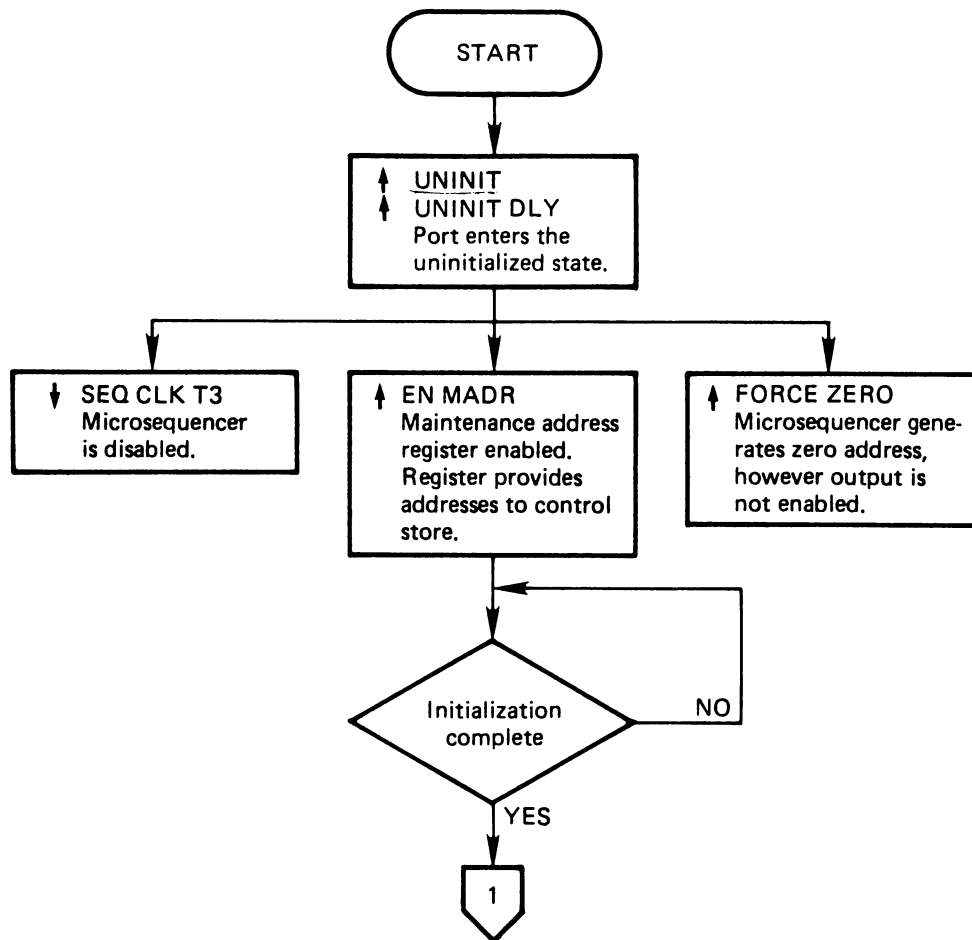 START
↑ UNINIT
↑ UNINIT DLY
Port enters the
uninitialized state.
↓ SEQ CLK T3
Microsequencer
is disabled.
↑ EN MADR
Maintenance address
register enabled.
Register provides
addresses to control
store.
↑ FORCE ZERO
Microsequencer gene-
rates zero address,
however output is
not enabled.
Initialization
complete
NO
YES
1